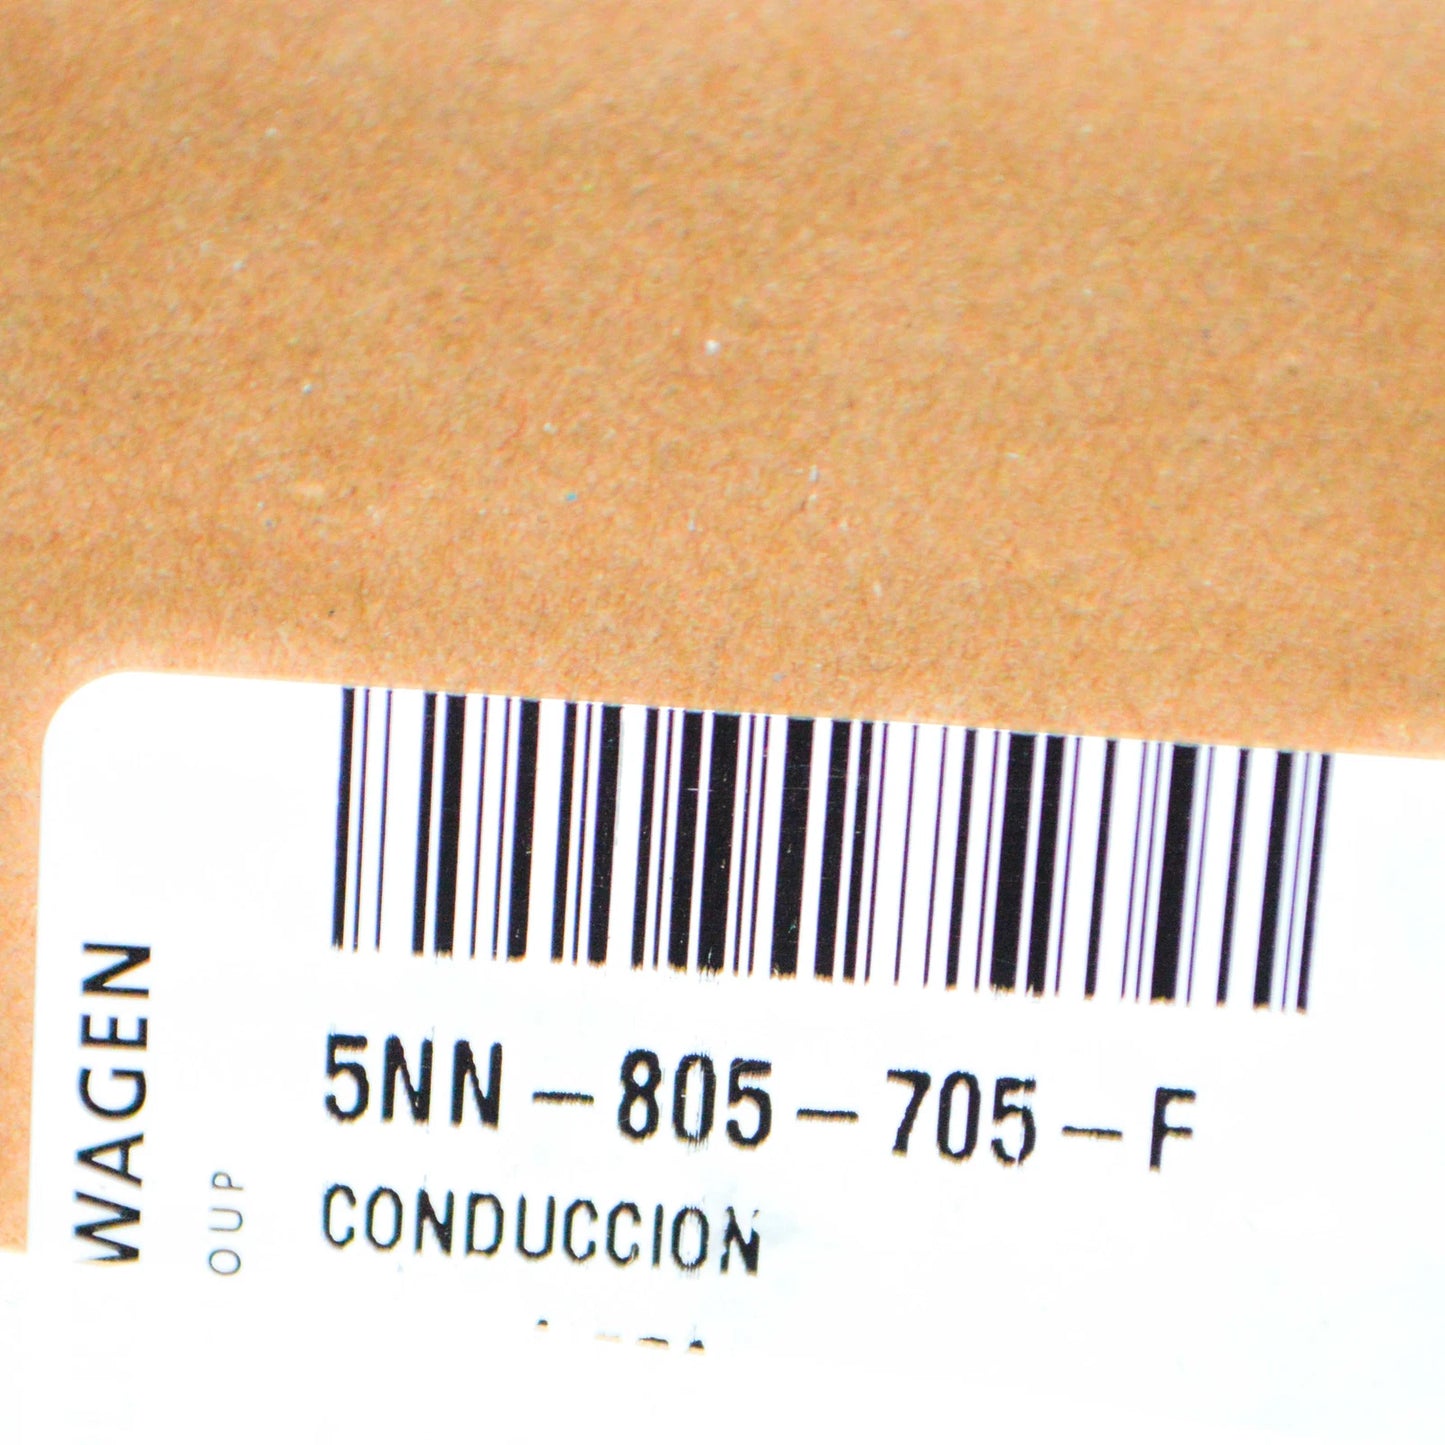 WAGEN
OUP
5NN-805-705-F
CONDUCCION